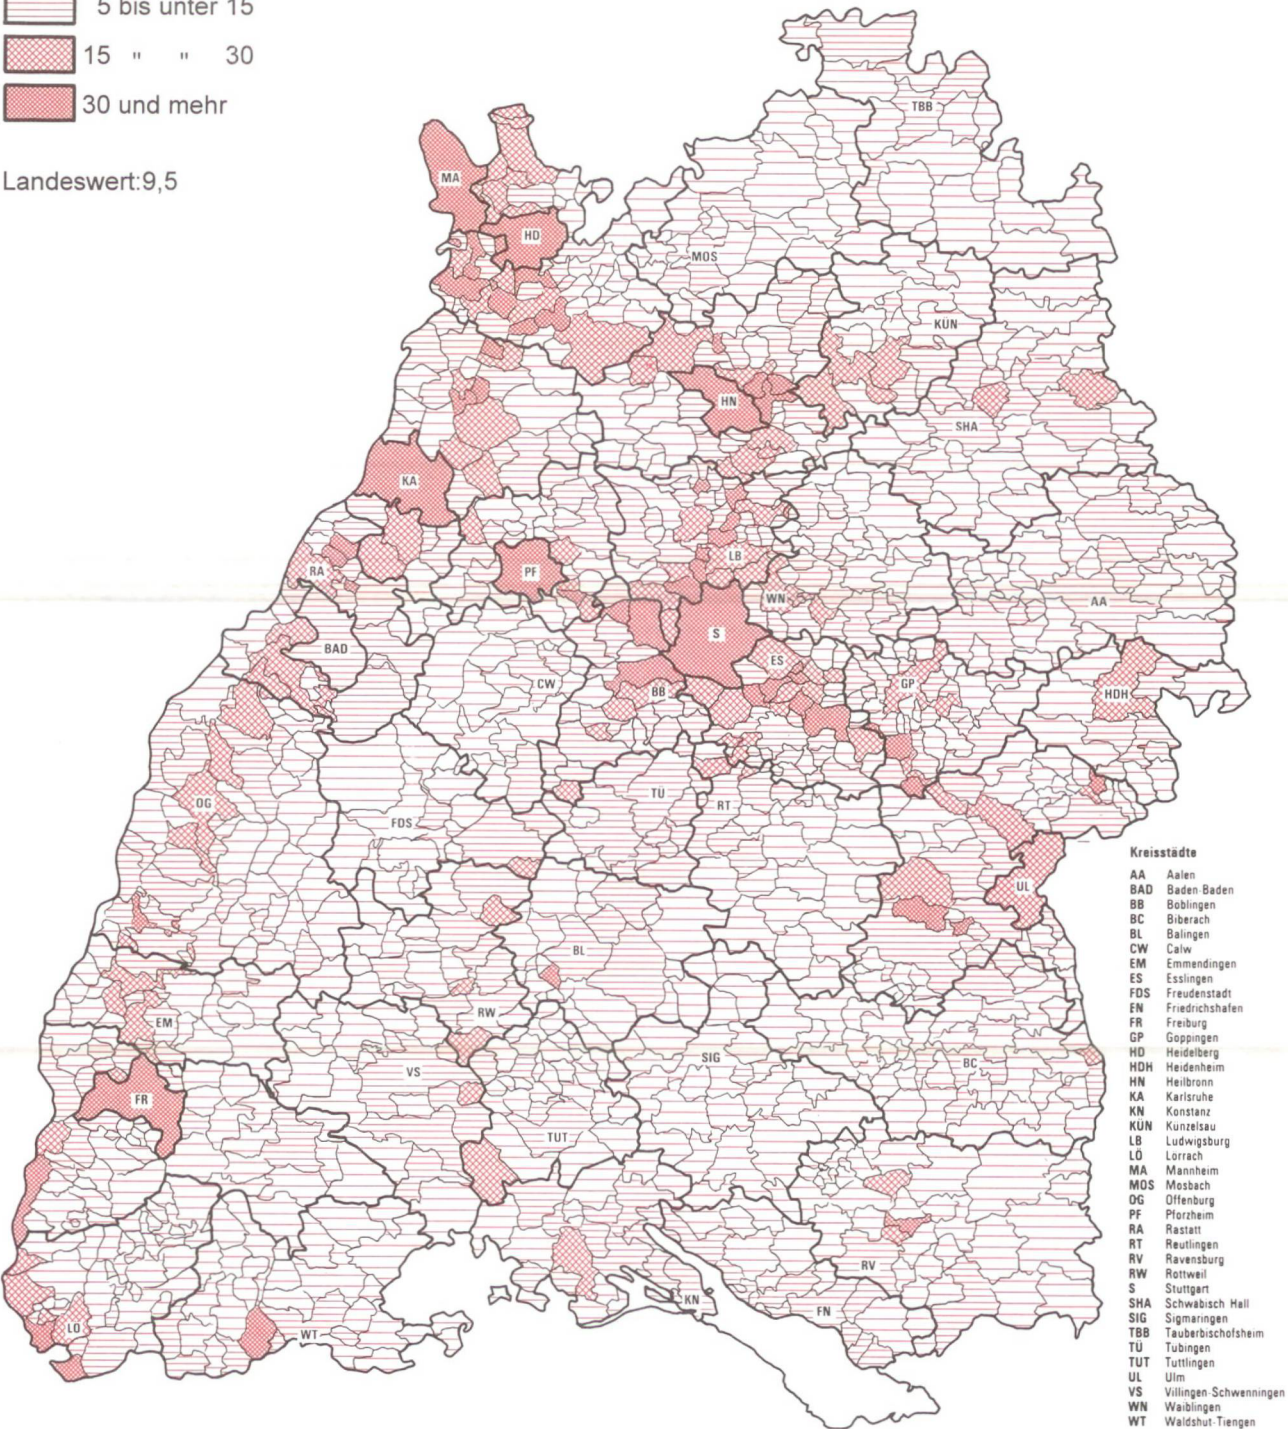 5 bis unter 15
15 " " 30
30 und mehr
Landeswert:9,5
TBB
MA
HD
MOS
KÜN
HN
SHA
KA
LB
RA
PF
WN
AA
S
BAD
ES
CW
BB
GP
HDH
TÜ
RT
OG
FDS
UL
BL
EM
RW
SIG
BC
VS
FR
TUT
RV
KN
FN
LÖ
WT
Kreisstädte
AA Aalen
BAD Baden-Baden
BB Boblingen
BC Biberach
BL Balingen
CW Calw
EM Emmendingen
ES Esslingen
FDS Freudenstadt
FN Friedrichshafen
FR Freiburg
GP Goppingen
HD Heidelberg
HDH Heidenheim
HN Heilbronn
KA Karlsruhe
KN Konstanz
KÜN Kunzelsau
LB Ludwigsburg
LÖ Lorrach
MA Mannheim
MOS Mosbach
OG Offenburg
PF Pforzheim
RA Rastatt
RT Reutlingen
RV Ravensburg
RW Rottweil
S Stuttgart
SHA Schwabisch Hall
SIG Sigmaringen
TBB Tauberbischofsheim
TÜ Tubingen
TUT Tuttlingen
UL Ulm
VS Villingen-Schwenningen
WN Waiblingen
WT Waldshut-Tiengen